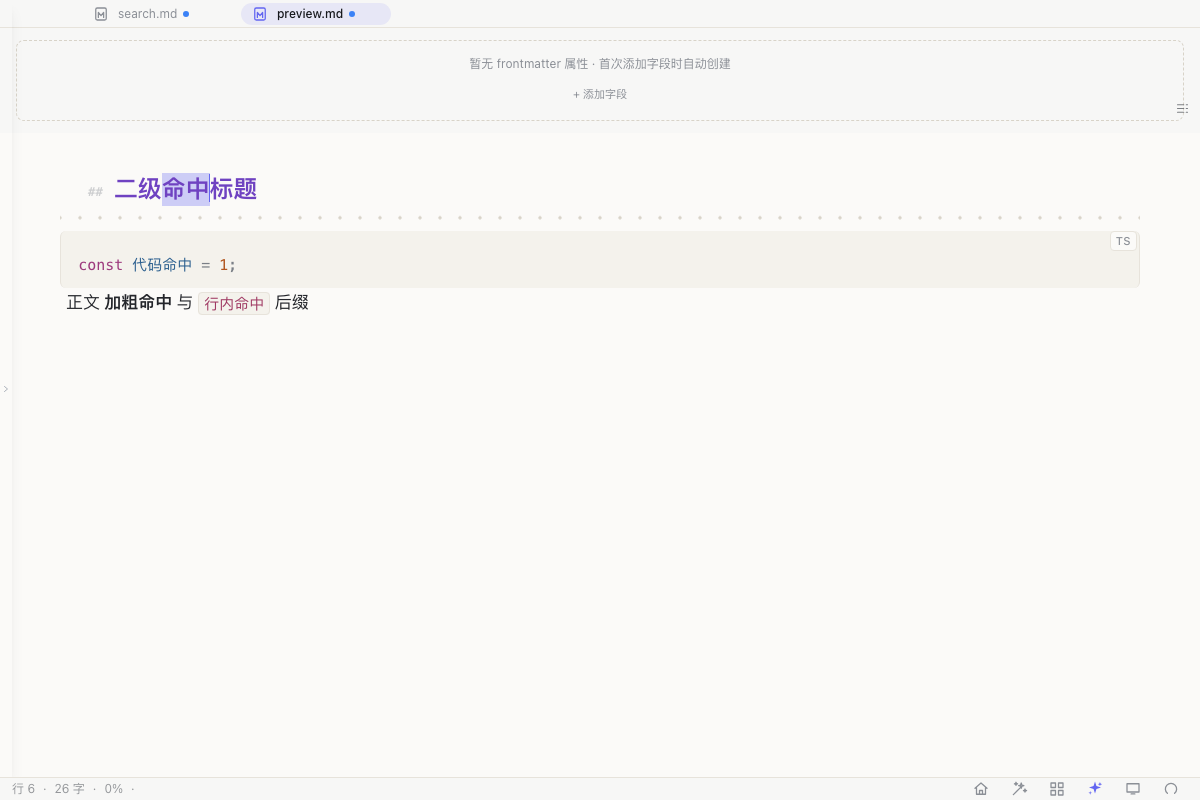 search.md
preview.md
暂无 frontmatter 属性 · 首次添加字段时自动创建
+ 添加字段
## 二级命中标题
TS
const 代码命中 = 1;
正文 加粗命中 与 行内命中 后缀
行 6 · 26 字 · 0% ·